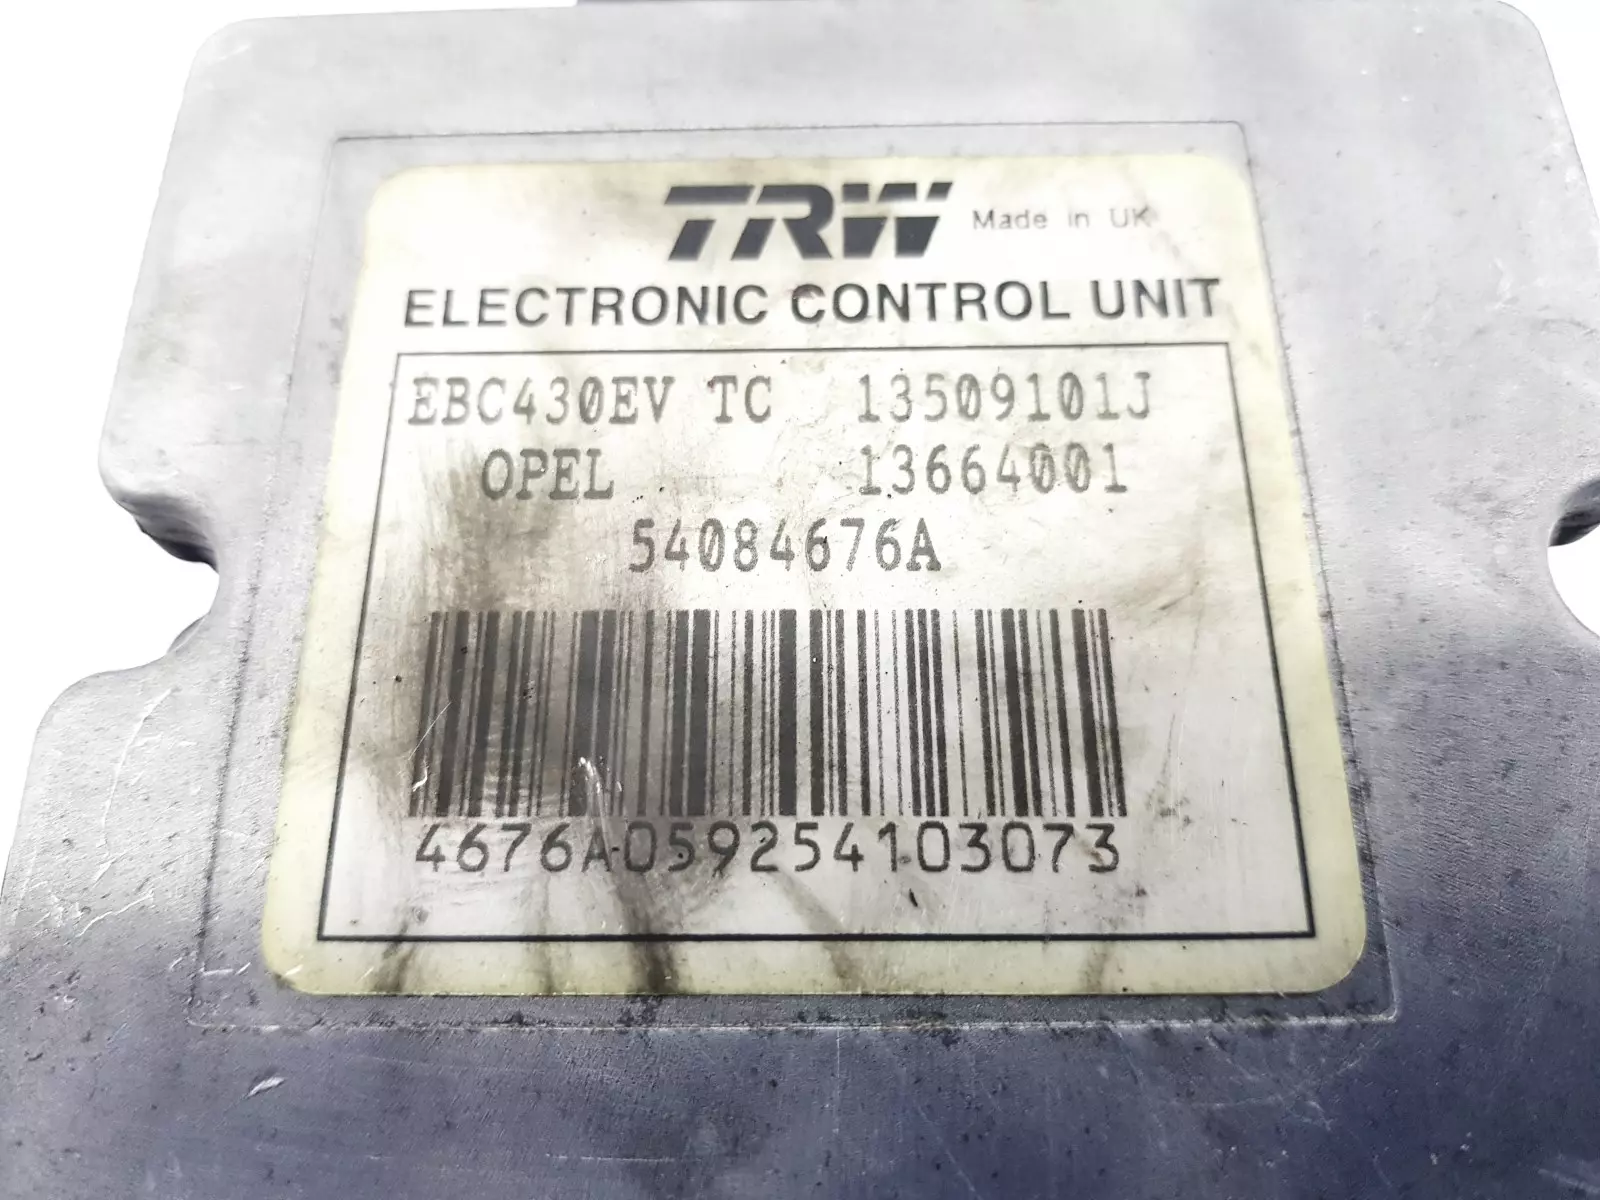 TRW Made in UK
ELECTRONIC CONTROL UNIT
EBC430EV TC 13509101J
OPEL 13664001
54084676A
4676A059254103073